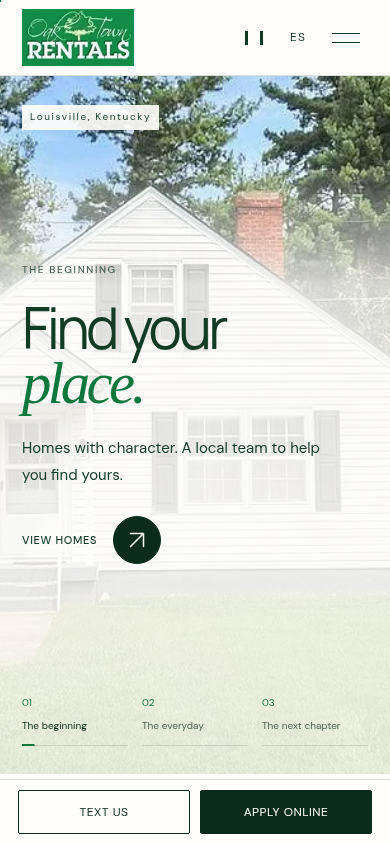 Oak Town
RENTALS
ES
Louisville, Kentucky
THE BEGINNING
Find your
place.
Homes with character. A local team to help
you find yours.
VIEW HOMES
01
02
03
The beginning
The everyday
The next chapter
TEXT US
APPLY ONLINE